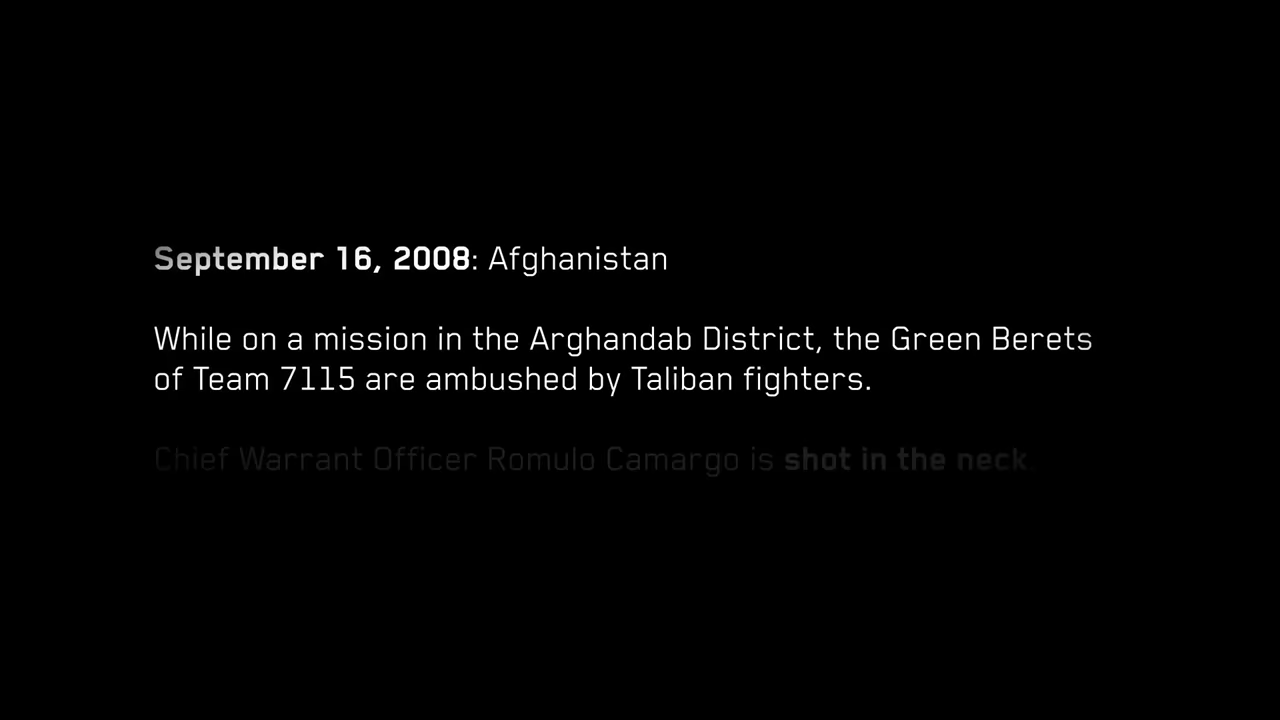 September 16, 2008: Afghanistan
While on a mission in the Arghandab District, the Green Berets
of Team 7115 are ambushed by Taliban fighters.
Chief Warrant Officer Romulo Camargo is shot in the neck.